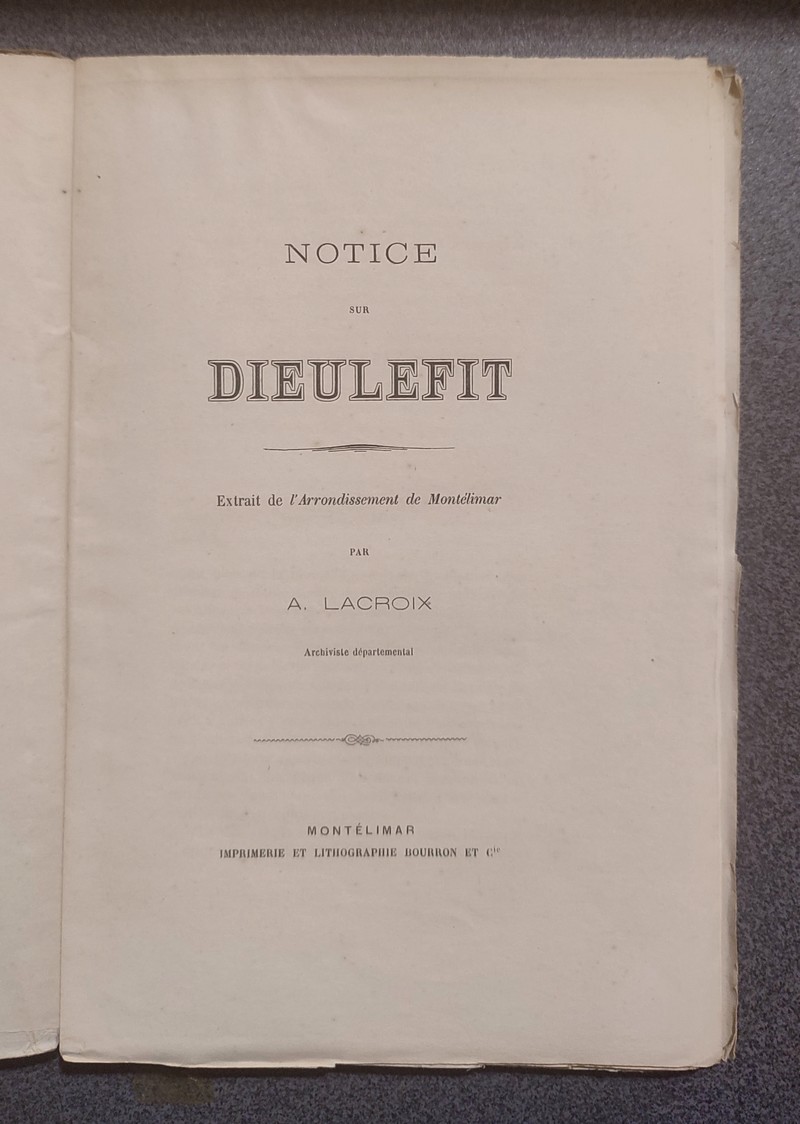 NOTICE
SUR
DIEULEFIT
Extrait de l'Arrondissement de Montélimar
PAR
A. LACROIX
Archiviste départemental
MONTÉLIMAR
IMPRIMERIE ET LITHOGRAPHIE BOURRON ET Cie